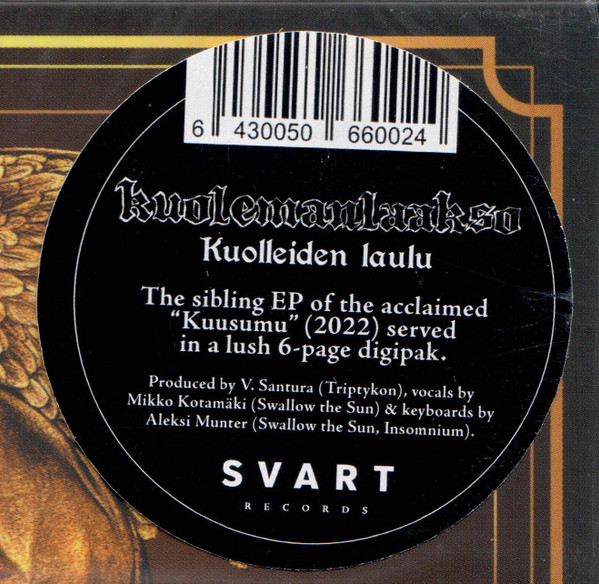 6 430050 660024
kuolemanlaakso
Kuolleiden laulu
The sibling EP of the acclaimed
“Kuusumu” (2022) served
in a lush 6-page digipak.
Produced by V. Santura (Triptykon), vocals by
Mikko Kotamäki (Swallow the Sun) & keyboards by
Aleksi Munter (Swallow the Sun, Insomnium).
SVART
RECORDS